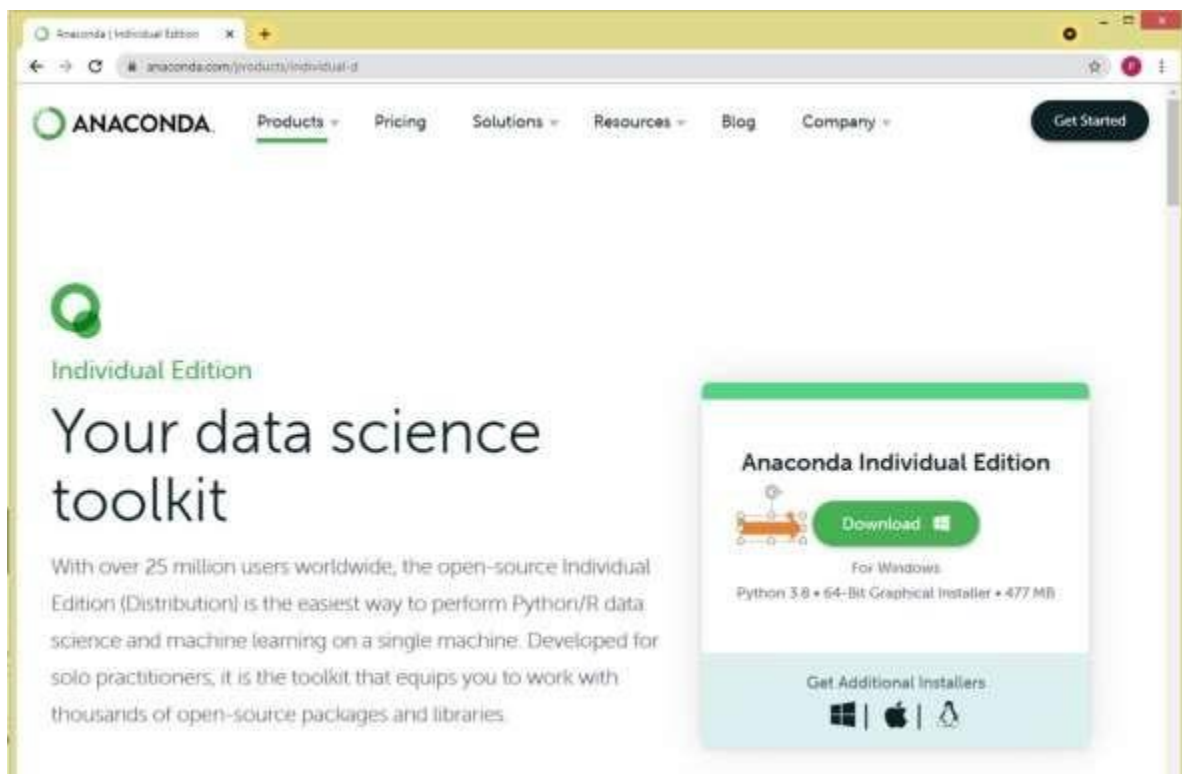 Anaconda | Individual Edition
anaconda.com/products/individual-d
ANACONDA.
Products
Pricing
Solutions
Resources
Blog
Company
Get Started
Individual Edition
Your data science
toolkit
With over 25 million users worldwide, the open-source Individual
Edition (Distribution) is the easiest way to perform Python/R data
science and machine learning on a single machine. Developed for
solo practitioners, it is the toolkit that equips you to work with
thousands of open-source packages and libraries.
Anaconda Individual Edition
Download
For Windows
Python 3.8 • 64-Bit Graphical Installer • 477 MB
Get Additional Installers